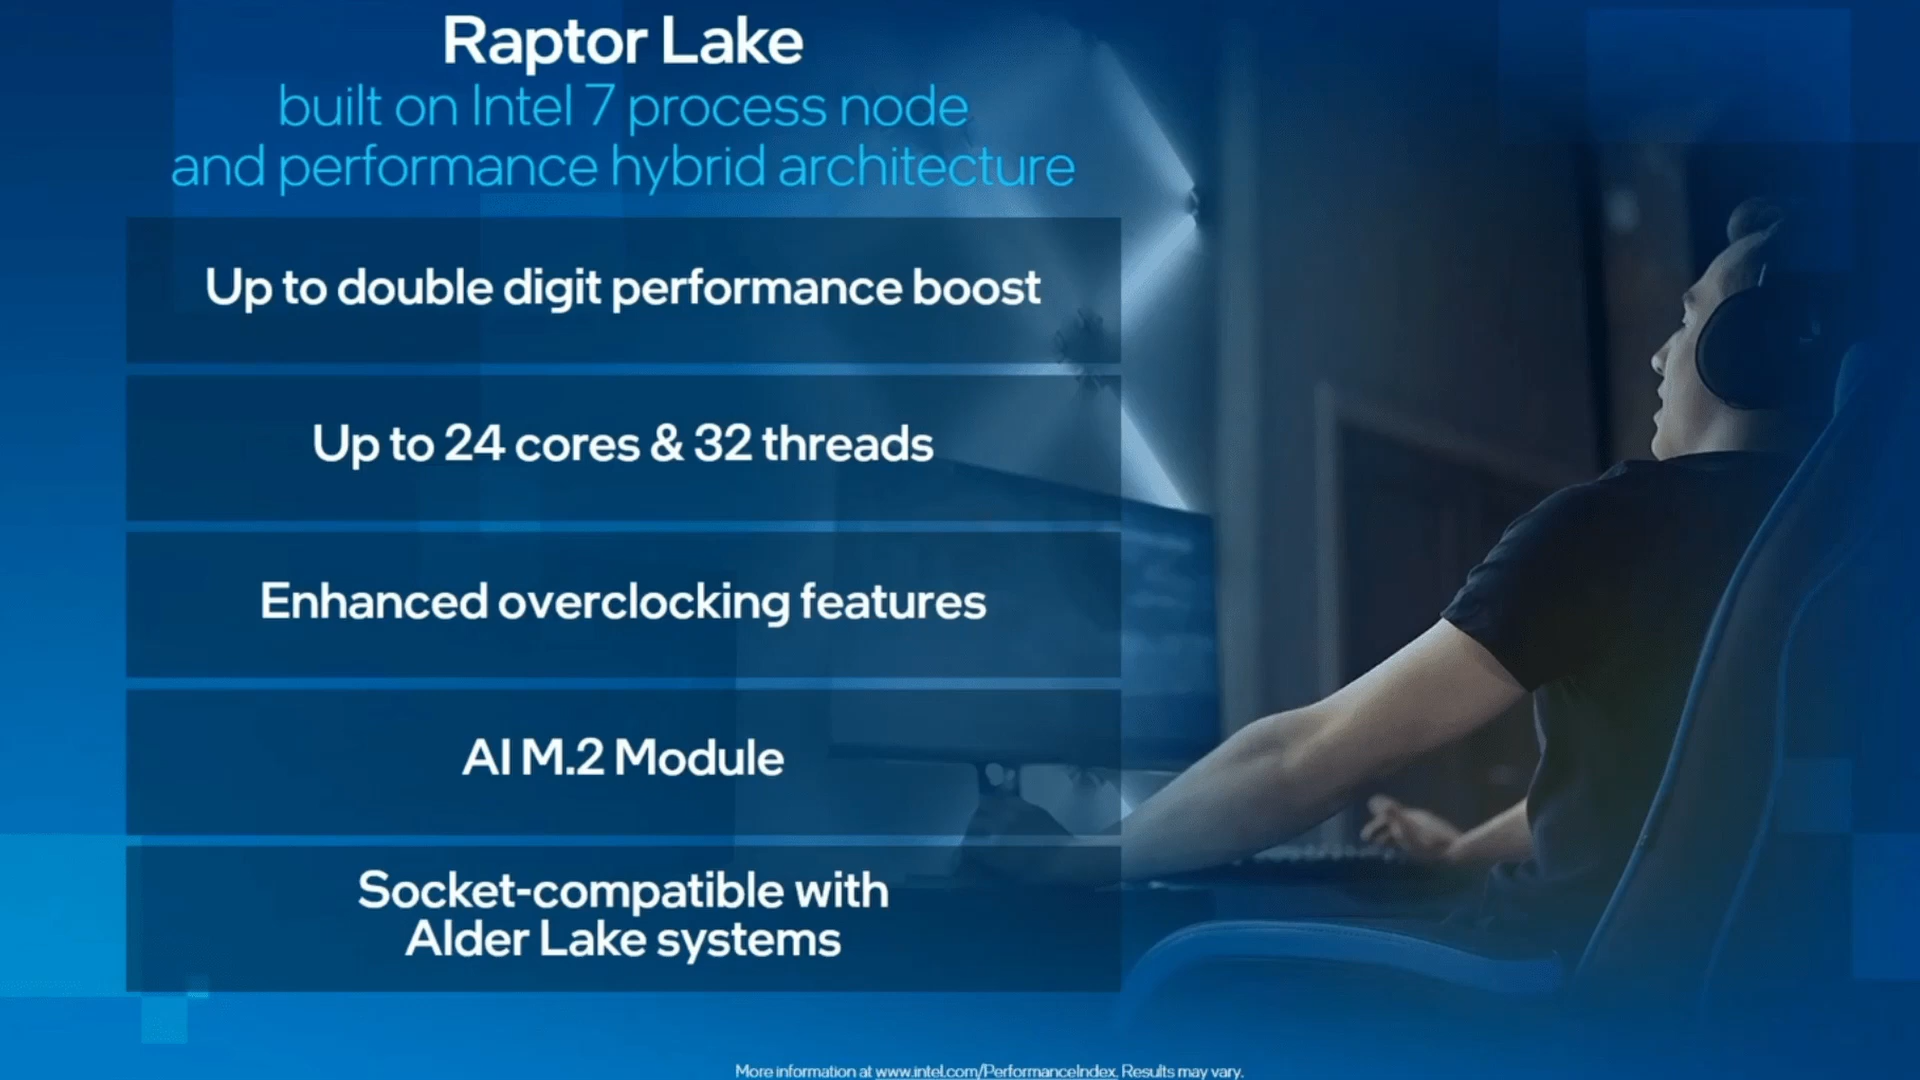 Raptor Lake
built on Intel 7 process node
and performance hybrid architecture
Up to double digit performance boost
Up to 24 cores & 32 threads
Enhanced overclocking features
AI M.2 Module
Socket-compatible with
Alder Lake systems
More information at www.intel.com/PerformanceIndex. Results may vary.